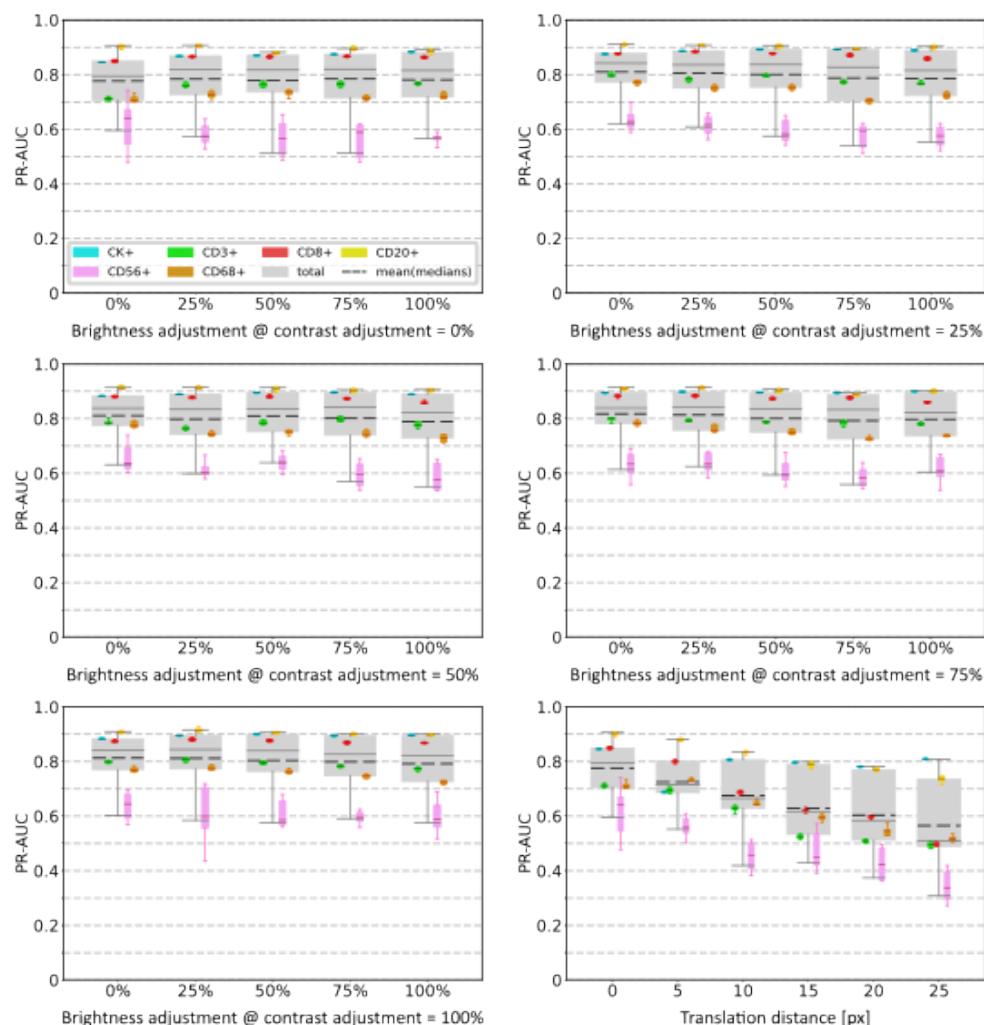 1.0 1.0
0.8 0.8
PR-AUC 0.6 PR-AUC 0.6
0.4 0.4
0.2 0.2
CK+ CD3+ CD8+ CD20+
CD56+ CD68+ total mean(medians)
0 0
0% 25% 50% 75% 100% 0% 25% 50% 75% 100%
Brightness adjustment @ contrast adjustment = 0% Brightness adjustment @ contrast adjustment = 25%
1.0 1.0
0.8 0.8
PR-AUC 0.6 PR-AUC 0.6
0.4 0.4
0.2 0.2
0 0
0% 25% 50% 75% 100% 0% 25% 50% 75% 100%
Brightness adjustment @ contrast adjustment = 50% Brightness adjustment @ contrast adjustment = 75%
1.0 1.0
0.8 0.8
PR-AUC 0.6 PR-AUC 0.6
0.4 0.4
0.2 0.2
0 0
0% 25% 50% 75% 100% 0 5 10 15 20 25
Brightness adjustment @ contrast adjustment = 100% Translation distance [px]